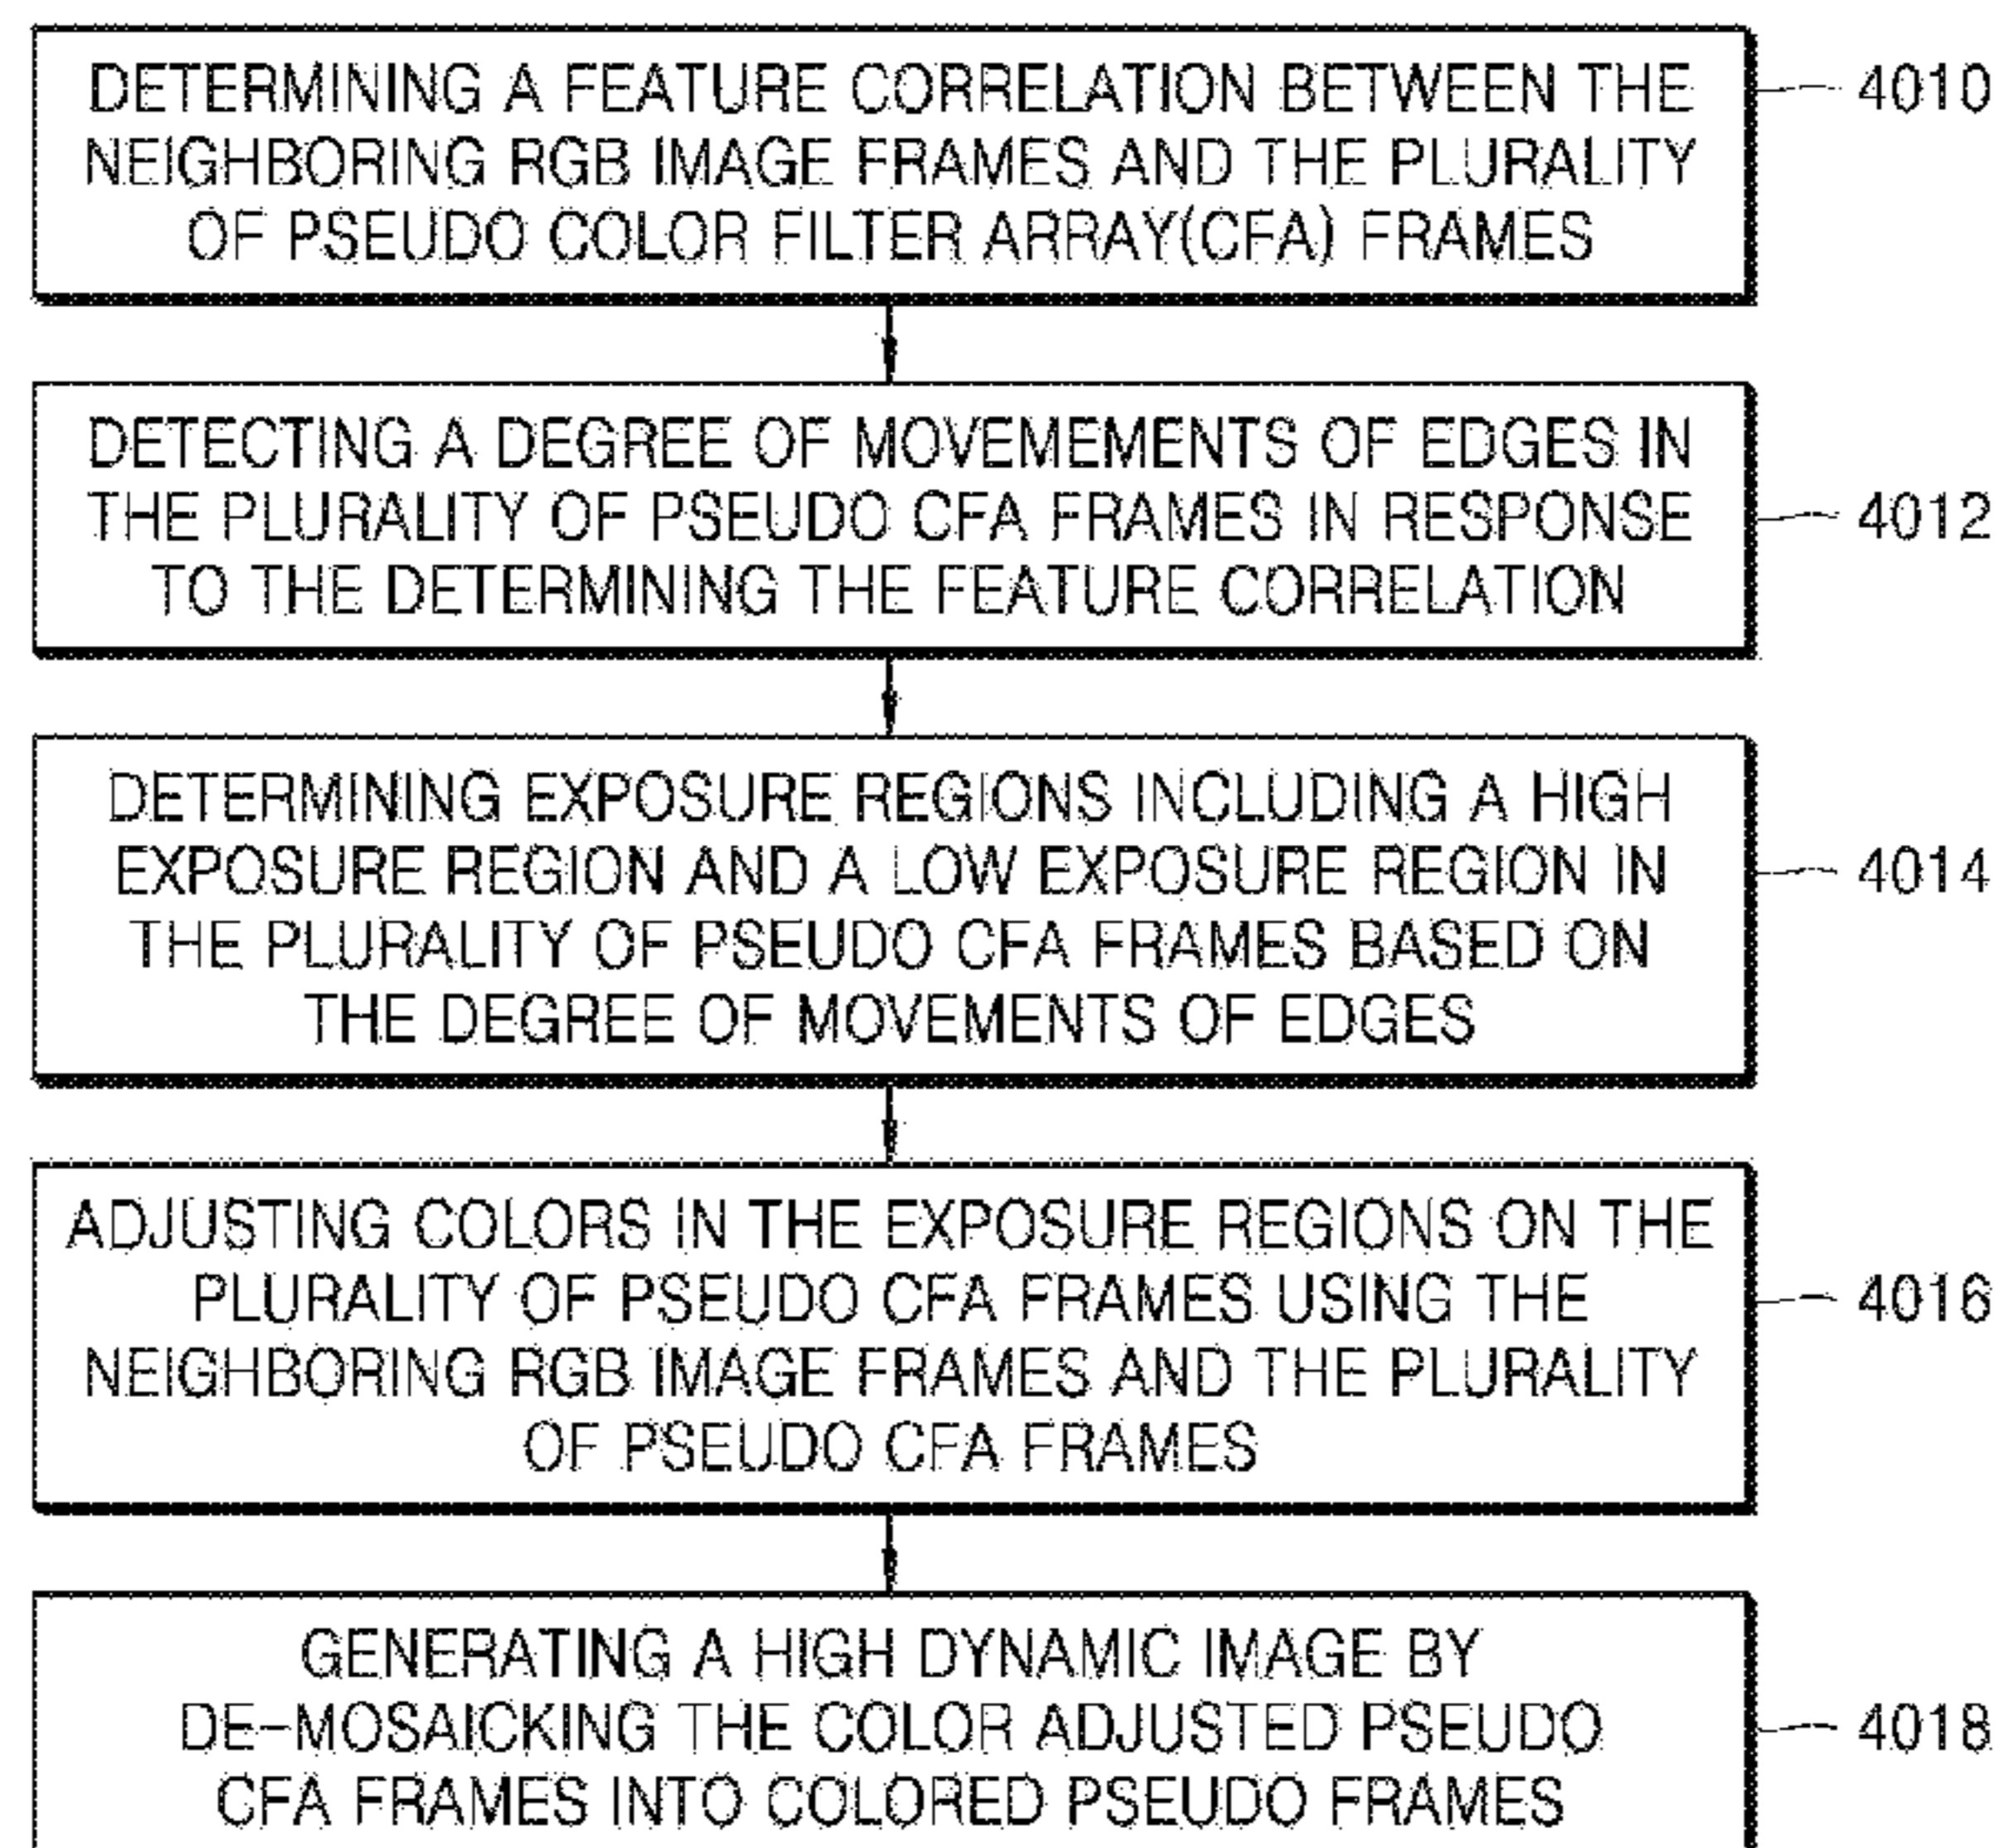 DETERMINING A FEATURE CORRELATION BETWEEN THE
NEIGHBORING RGB IMAGE FRAMES AND THE PLURALITY
OF PSEUDO COLOR FILTER ARRAY(CFA) FRAMES
4010
DETECTING A DEGREE OF MOVEMEMENTS OF EDGES IN
THE PLURALITY OF PSEUDO CFA FRAMES IN RESPONSE
TO THE DETERMINING THE FEATURE CORRELATION
4012
DETERMINING EXPOSURE REGIONS INCLUDING A HIGH
EXPOSURE REGION AND A LOW EXPOSURE REGION IN
THE PLURALITY OF PSEUDO CFA FRAMES BASED ON
THE DEGREE OF MOVEMENTS OF EDGES
4014
ADJUSTING COLORS IN THE EXPOSURE REGIONS ON THE
PLURALITY OF PSEUDO CFA FRAMES USING THE
NEIGHBORING RGB IMAGE FRAMES AND THE PLURALITY
OF PSEUDO CFA FRAMES
4016
GENERATING A HIGH DYNAMIC IMAGE BY
DE-MOSAICKING THE COLOR ADJUSTED PSEUDO
CFA FRAMES INTO COLORED PSEUDO FRAMES
4018